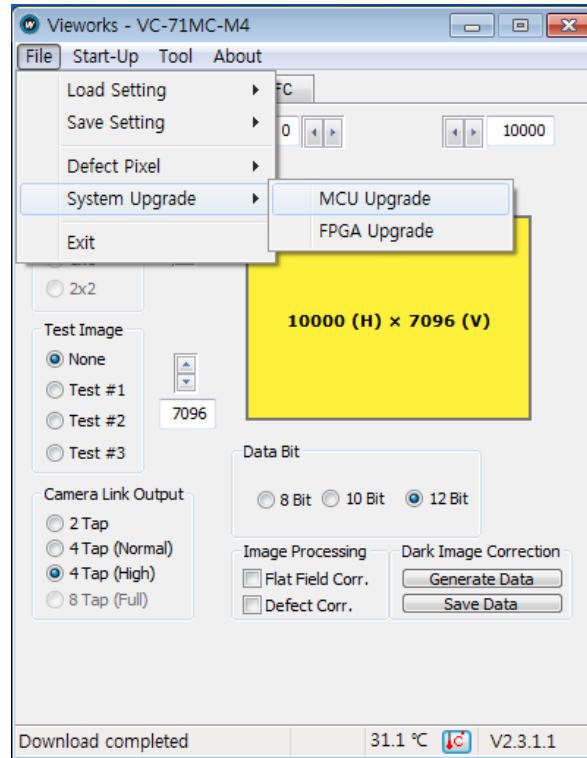 Vieworks - VC-71MC-M4
File Start-Up Tool About
Load Setting
FC
Save Setting
0
10000
Defect Pixel
System Upgrade
MCU Upgrade
FPGA Upgrade
Exit
2x2
10000 (H) × 7096 (V)
Test Image
None
Test #1
Test #2
7096
Test #3
Data Bit
8 Bit 10 Bit 12 Bit
Camera Link Output
2 Tap
4 Tap (Normal)
4 Tap (High)
8 Tap (Full)
Image Processing
Flat Field Corr.
Defect Corr.
Dark Image Correction
Generate Data
Save Data
Download completed 31.1 ℃ V2.3.1.1